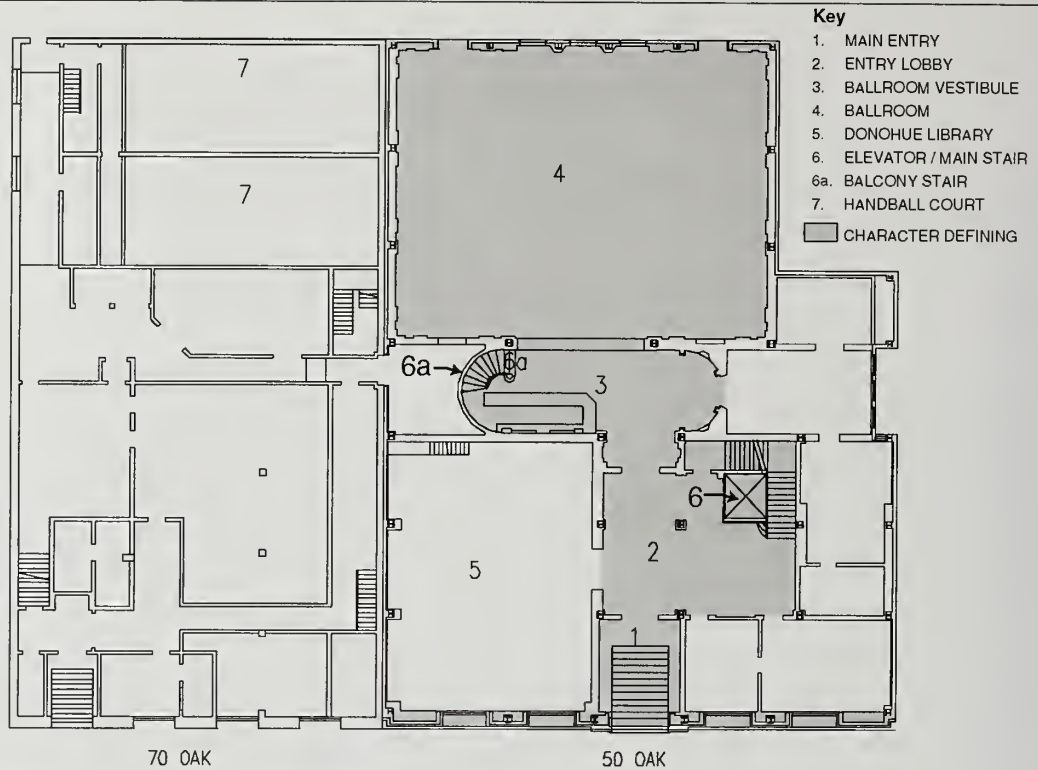 Key
1. MAIN ENTRY
2. ENTRY LOBBY
3. BALLROOM VESTIBULE
4. BALLROOM
5. DONOHUE LIBRARY
6. ELEVATOR / MAIN STAIR
6a. BALCONY STAIR
7. HANDBALL COURT
CHARACTER DEFINING
7
7
4
6a
6a
3
6
2
5
1
70 OAK
50 OAK